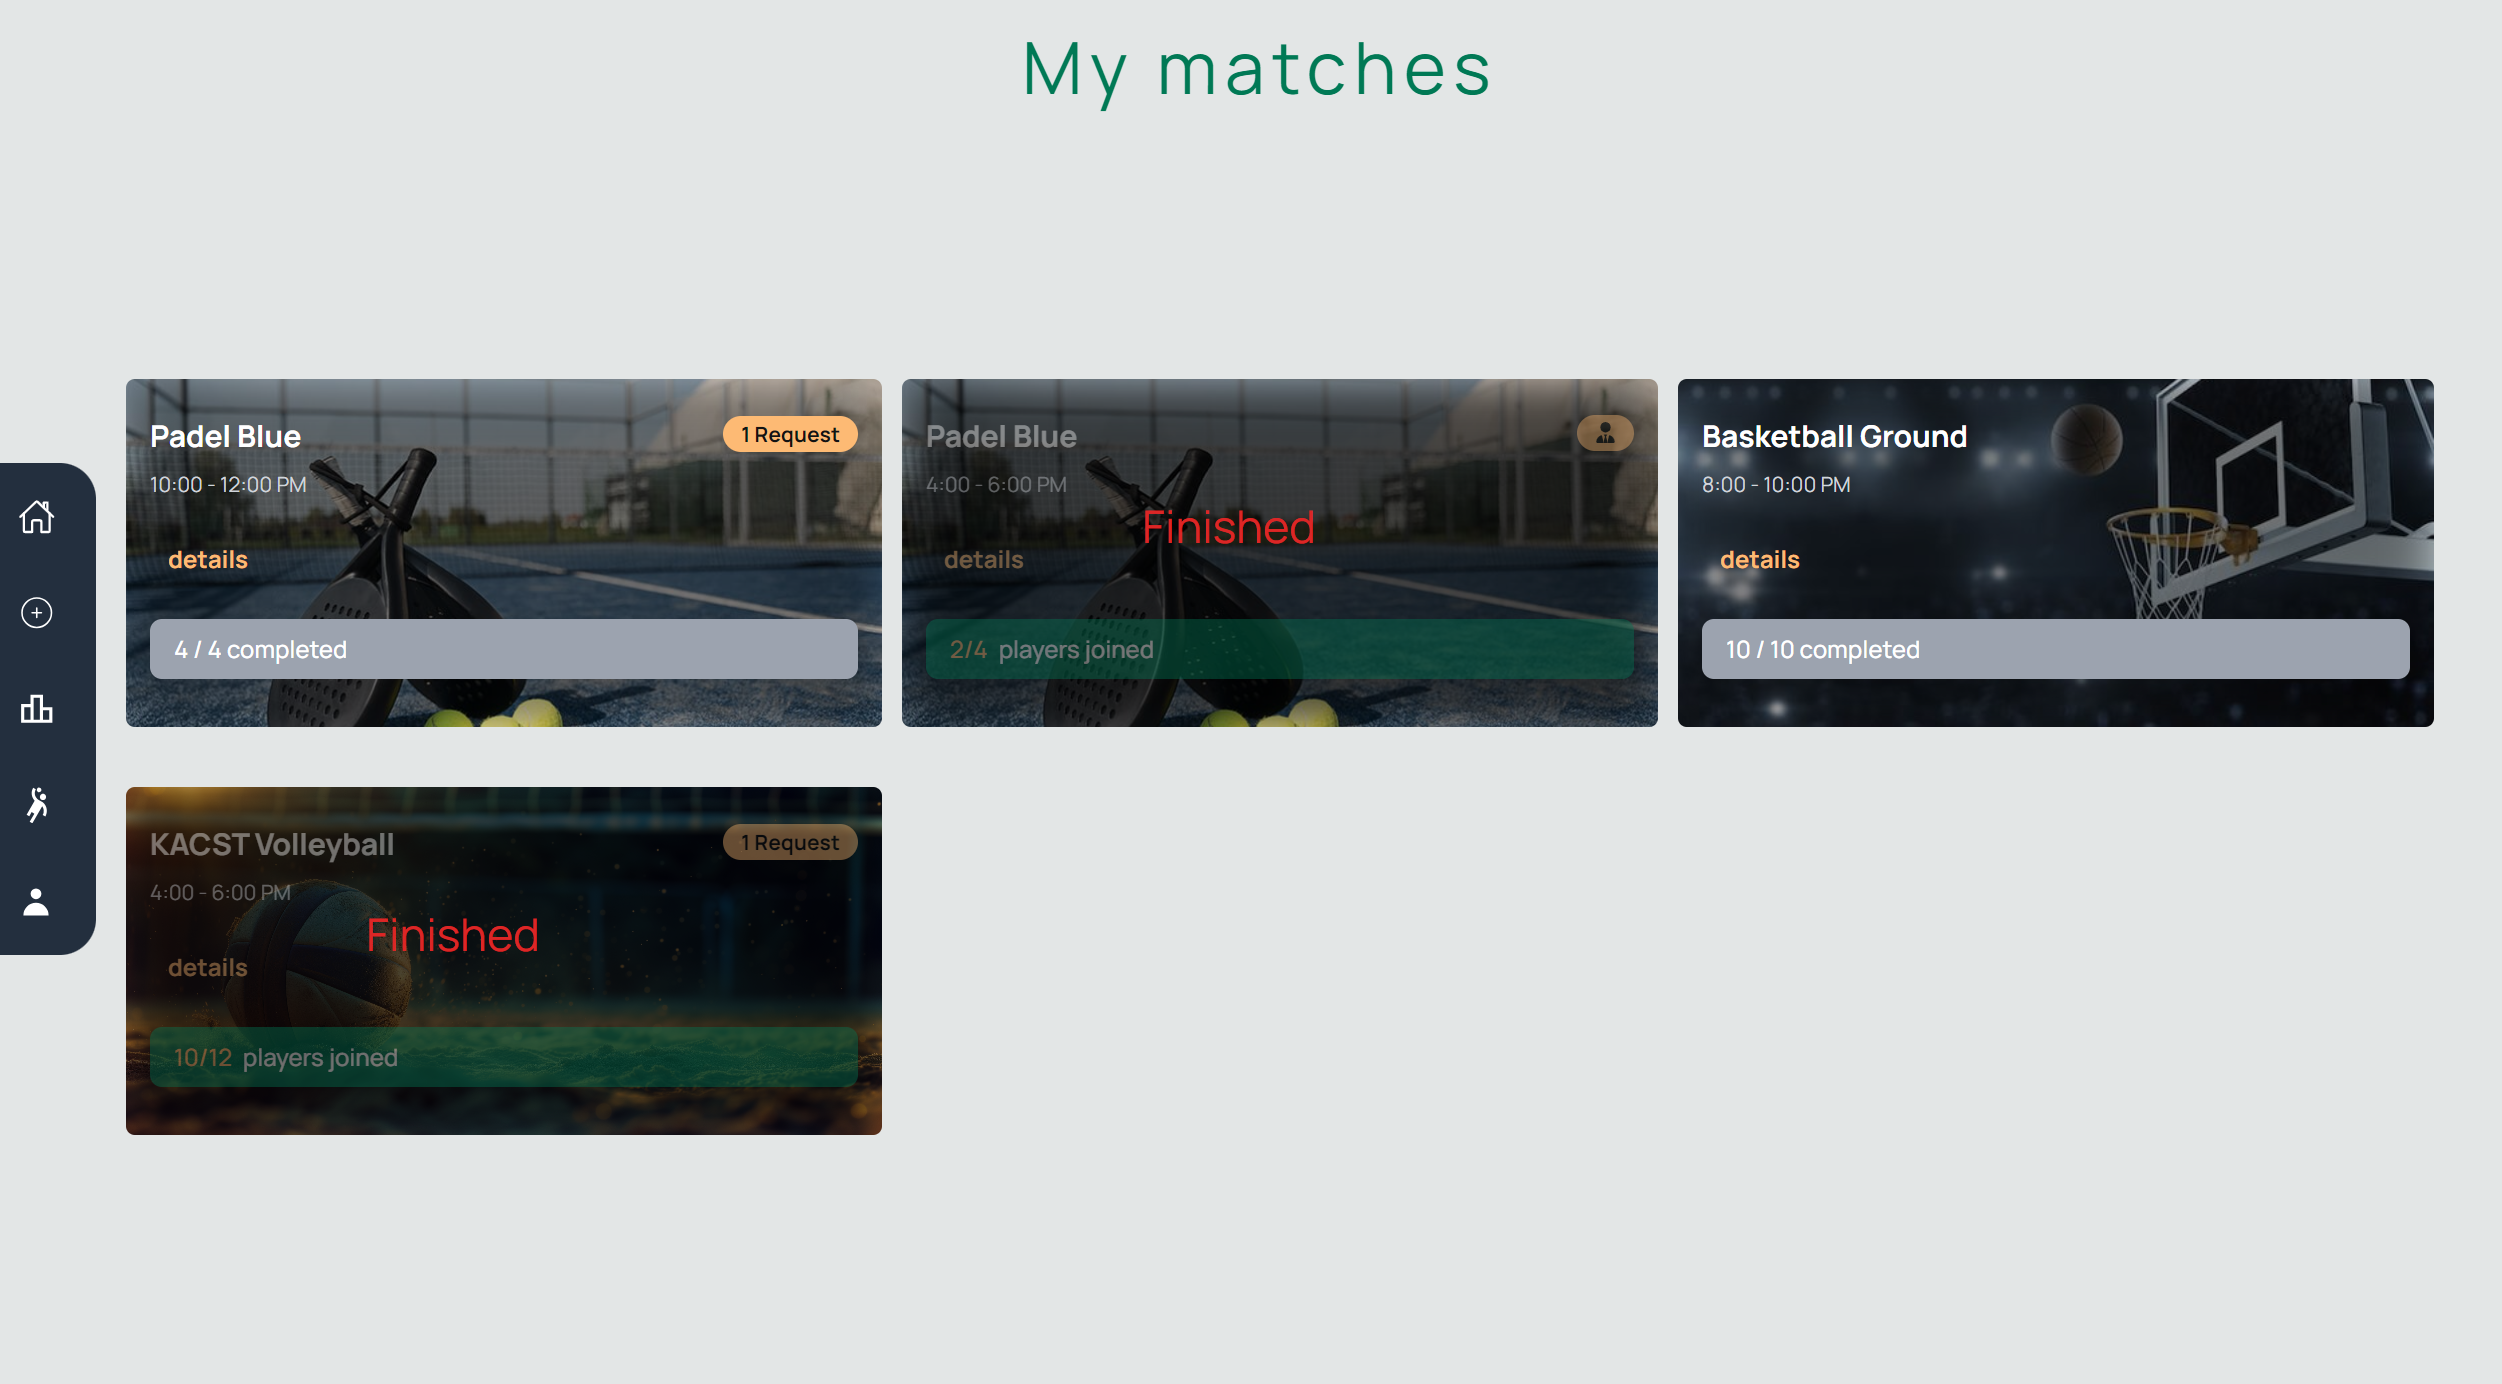 My matches
Padel Blue
1 Request
10:00 - 12:00 PM
details
4 / 4 completed
Padel Blue
4:00 - 6:00 PM
Finished
details
2/4 players joined
Basketball Ground
8:00 - 10:00 PM
details
10 / 10 completed
KACST Volleyball
1 Request
4:00 - 6:00 PM
Finished
details
10/12 players joined